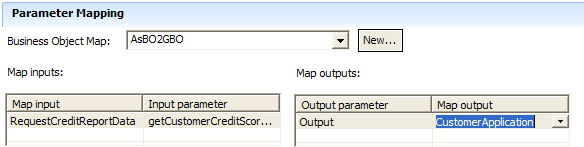 Parameter Mapping
Business Object Map: AsBO2GBO New...
Map inputs: Map outputs:
Map input Input parameter Output parameter Map output
RequestCreditReportData getCustomerCreditScor... Output CustomerApplication